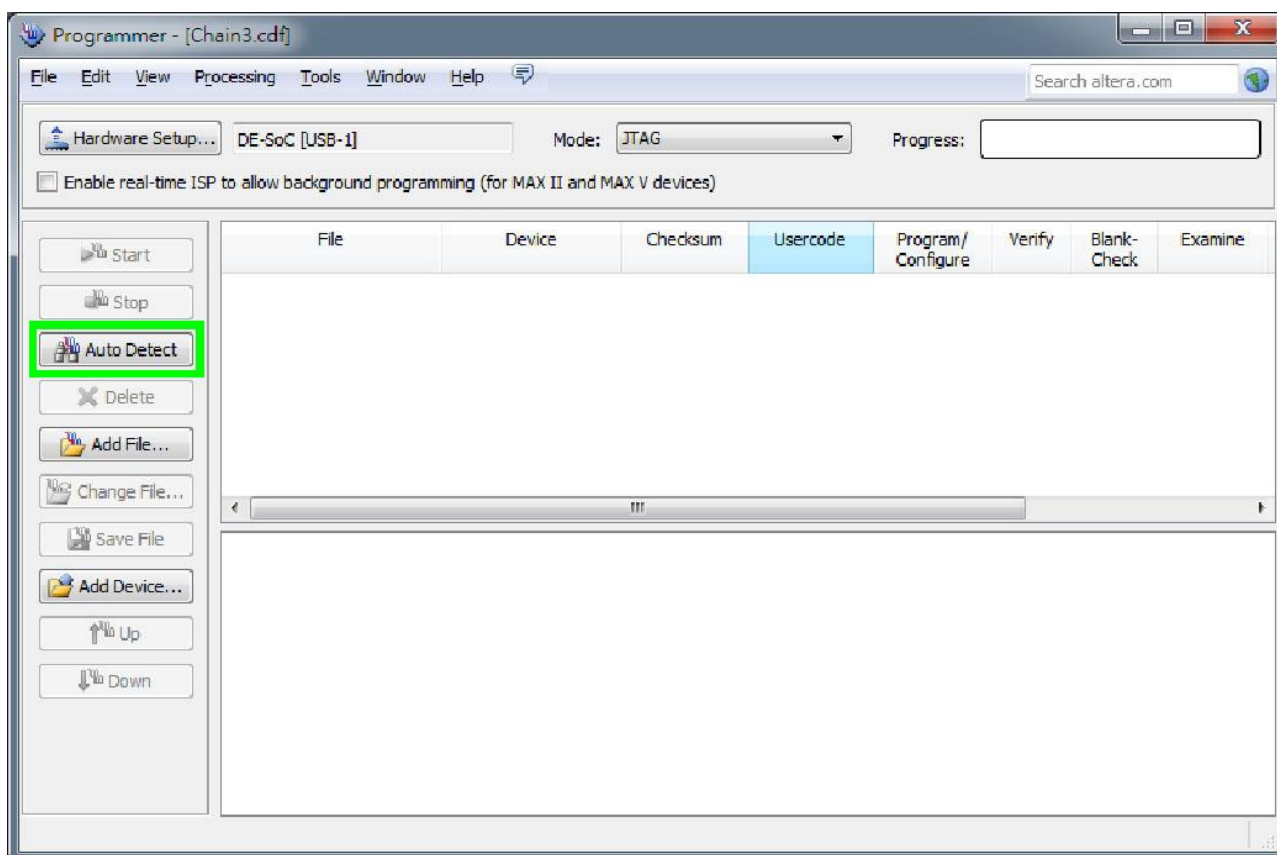 Programmer - [Chain3.cdf]
File Edit View Processing Tools Window Help
Search altera.com
Hardware Setup... DE-SoC [USB-1] Mode: JTAG Progress:
Enable real-time ISP to allow background programming (for MAX II and MAX V devices)
File Device Checksum Usercode Program/ Configure Verify Blank- Check Examine
Start
Stop
Auto Detect
Delete
Add File...
Change File...
Save File
Add Device...
Up
Down